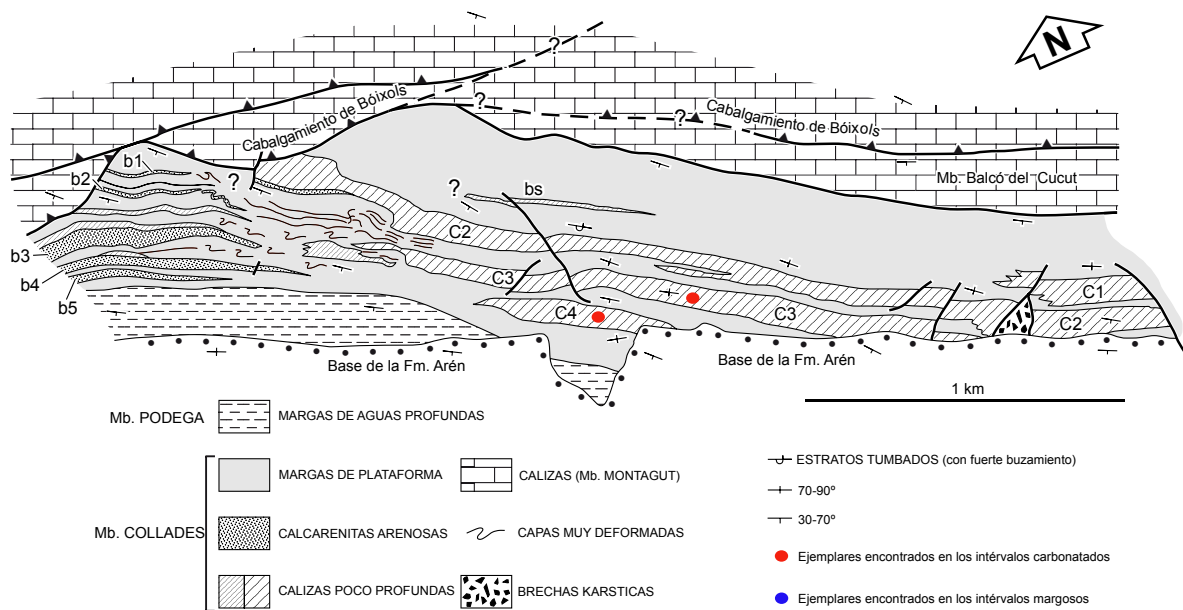 N
?
Cabalgamiento de Bóixols
?
?
Cabalgamiento de Bóixols
b1
b2
?
Mb. Balcó del Cucut
?
bs
C2
b3
b4
b5
C3
C4
C3
C1
C2
Base de la Fm. Arén
Base de la Fm. Arén
1 km
Mb. PODEGA
MARGAS DE AGUAS PROFUNDAS
Mb. COLLADES
MARGAS DE PLATAFORMA
CALIZAS (Mb. MONTAGUT)
CALCARENITAS ARENOSAS
CAPAS MUY DEFORMADAS
CALIZAS POCO PROFUNDAS
BRECHAS KARSTICAS
ESTRATOS TUMBADOS (con fuerte buzamiento)
70-90º
30-70º
Ejemplares encontrados en los intérvalos carbonatados
Ejemplares encontrados en los intérvalos margosos